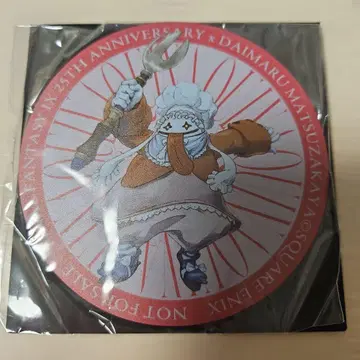 FANTASY IX 25TH ANNIVERSARY x DAIMARU MATSUZAKAYA
©SQUARE ENIX
NOT FOR SALE